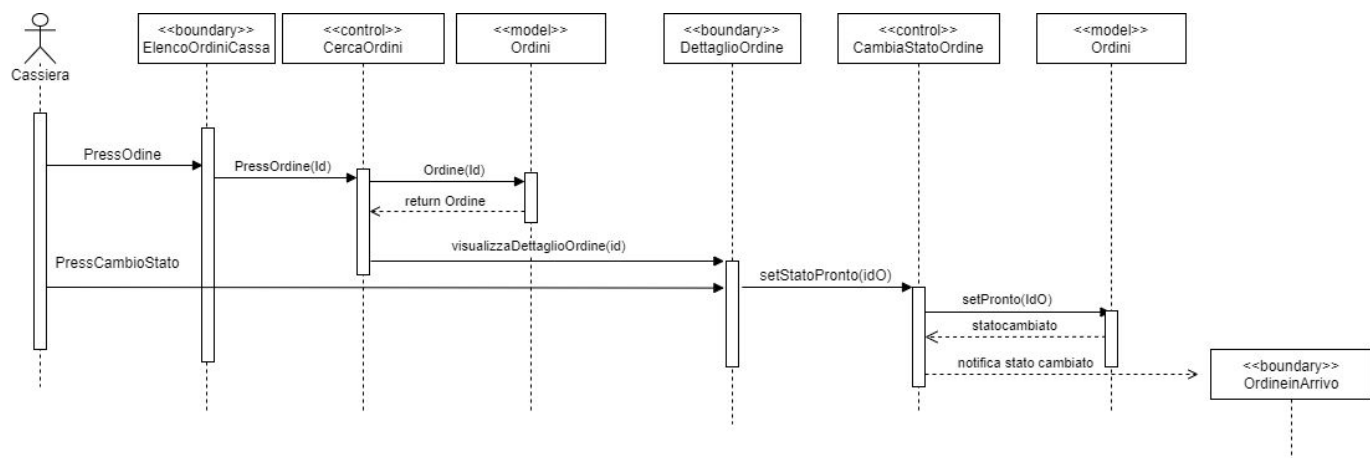 <<boundary>>
ElencoOrdiniCassa
<<control>>
CercaOrdini
<<model>>
Ordini
<<boundary>>
DettaglioOrdine
<<control>>
CambiaStatoOrdine
<<model>>
Ordini
Cassiera
PressOdine
PressOrdine(Id)
Ordine(Id)
return Ordine
visualizzaDettaglioOrdine(id)
PressCambioStato
setStatoPronto(idO)
setPronto(IdO)
statocambiato
notifica stato cambiato
<<boundary>>
OrdineinArrivo